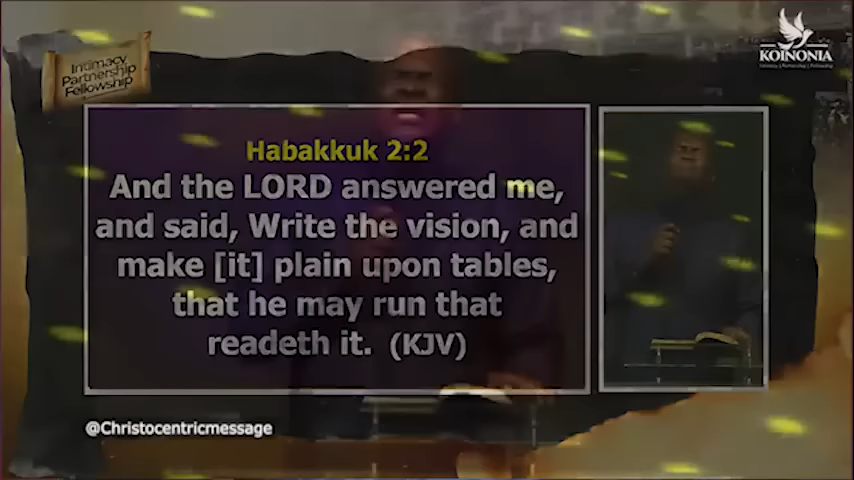 Intimacy
Partnership
Fellowship
KOINONIA
Habakkuk 2:2
And the LORD answered me,
and said, Write the vision, and
make [it] plain upon tables,
that he may run that
readeth it. (KJV)
@Christocentricmessage